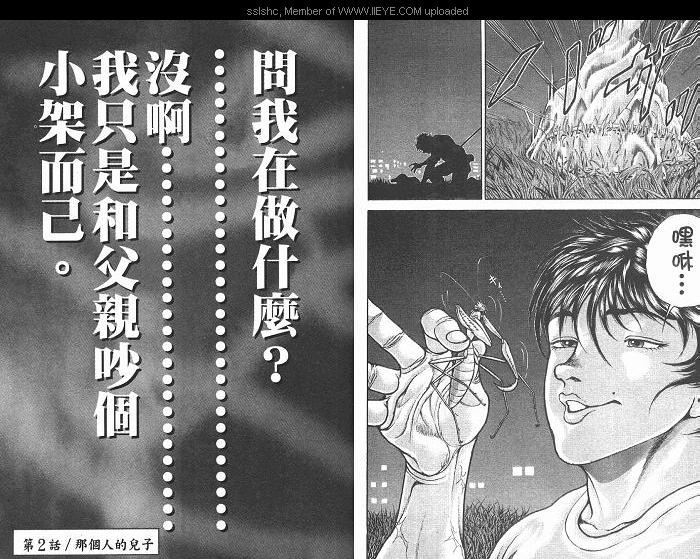 sslshc, Member of WWW.IIEYE.COM uploaded
嘿咻…
問我在做什麼？
……………………………
沒啊……………………
我只是和父親吵個
小架而已。
第2話/那個人的兒子